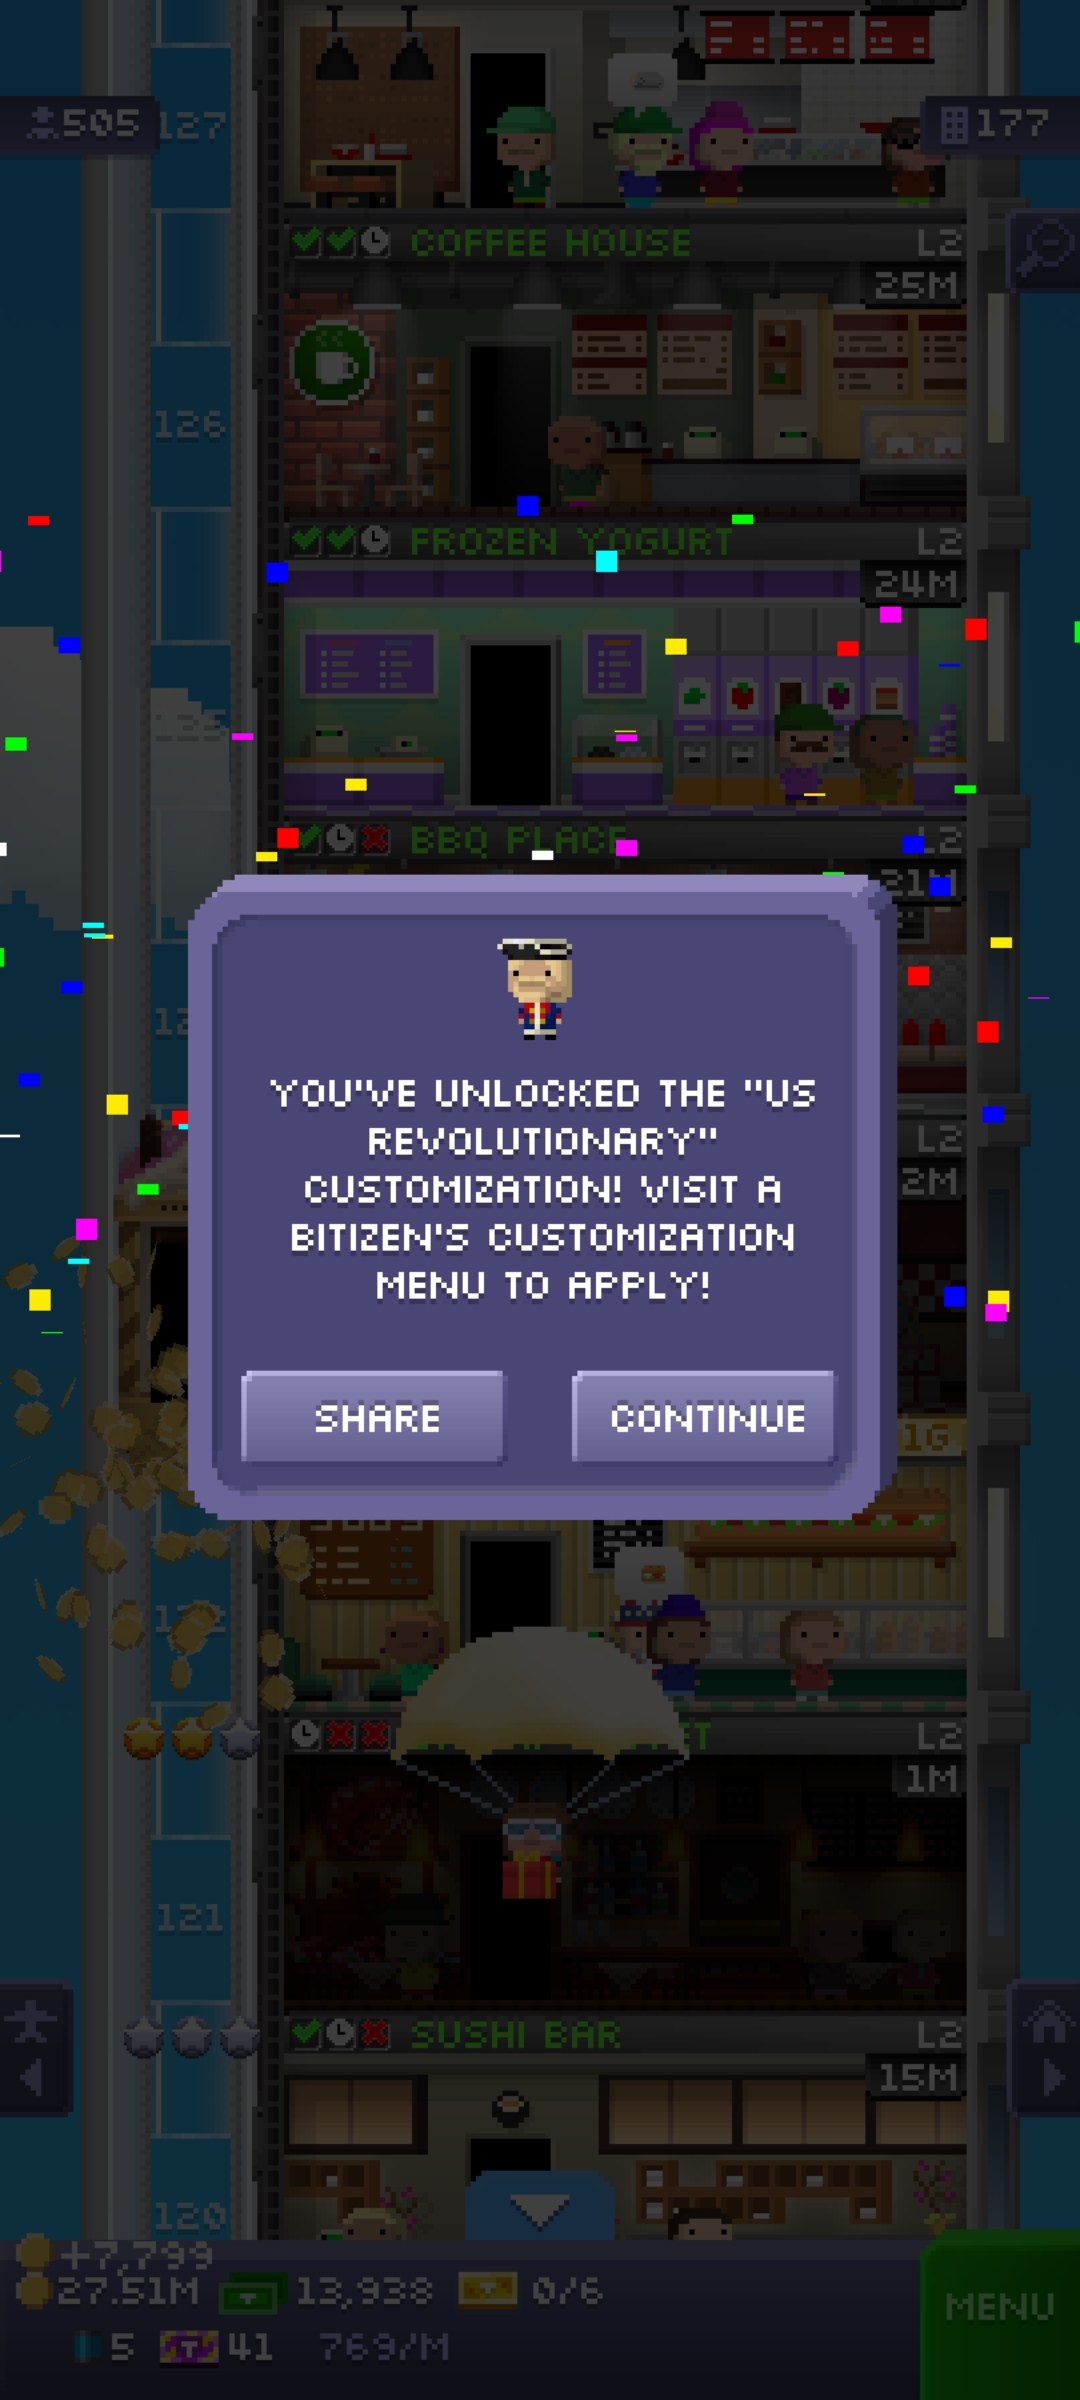 505
127
177
COFFEE HOUSE L2
25M
126
FROZEN YOGURT L2
24M
125
BBQ PLACE L2
21M
YOU'VE UNLOCKED THE "US
REVOLUTIONARY"
CUSTOMIZATION! VISIT A
BITIZEN'S CUSTOMIZATION
MENU TO APPLY!
L2
2M
SHARE
CONTINUE
1G
L2
1M
121
SUSHI BAR L2
15M
120
+7,799
27.51M 13,938 0/6
MENU
5 T 41 769/M